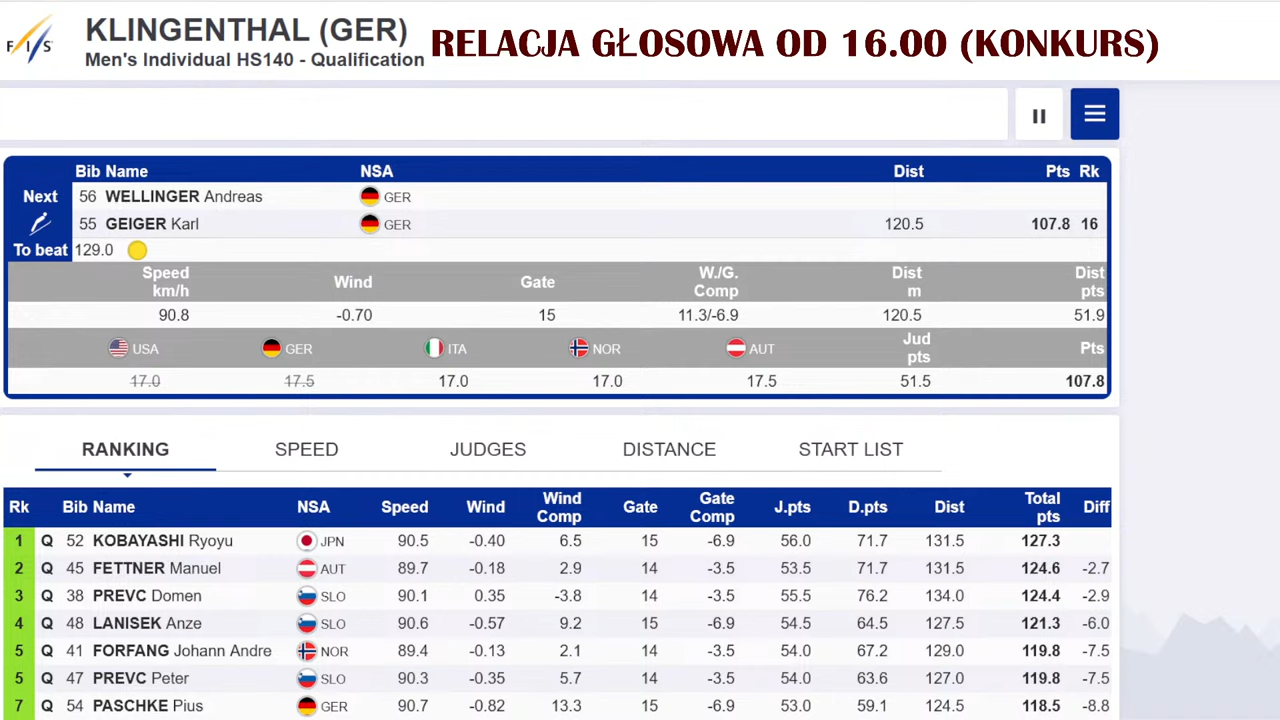 FIS
KLINGENTHAL (GER)
Men's Individual HS140 - Qualification
RELACJA GŁOSOWA OD 16.00 (KONKURS)
Bib Name NSA Dist Pts Rk
Next 56 WELLINGER Andreas GER
55 GEIGER Karl GER 120.5 107.8 16
To beat 129.0
Speed km/h Wind Gate W./G. Comp Dist m Dist pts
90.8 -0.70 15 11.3/-6.9 120.5 51.9
USA GER ITA NOR AUT Jud pts Pts
17.0 17.5 17.0 17.0 17.5 51.5 107.8
RANKING SPEED JUDGES DISTANCE START LIST
Rk Bib Name NSA Speed Wind Wind Comp Gate Gate Comp J.pts D.pts Dist Total pts Diff
1 Q 52 KOBAYASHI Ryoyu JPN 90.5 -0.40 6.5 15 -6.9 56.0 71.7 131.5 127.3
2 Q 45 FETTNER Manuel AUT 89.7 -0.18 2.9 14 -3.5 53.5 71.7 131.5 124.6 -2.7
3 Q 38 PREVC Domen SLO 90.1 0.35 -3.8 14 -3.5 55.5 76.2 134.0 124.4 -2.9
4 Q 48 LANISEK Anze SLO 90.6 -0.57 9.2 15 -6.9 54.5 64.5 127.5 121.3 -6.0
5 Q 41 FORFANG Johann Andre NOR 89.4 -0.13 2.1 14 -3.5 54.0 67.2 129.0 119.8 -7.5
5 Q 47 PREVC Peter SLO 90.3 -0.35 5.7 14 -3.5 54.0 63.6 127.0 119.8 -7.5
7 Q 54 PASCHKE Pius GER 90.7 -0.82 13.3 15 -6.9 53.0 59.1 124.5 118.5 -8.8